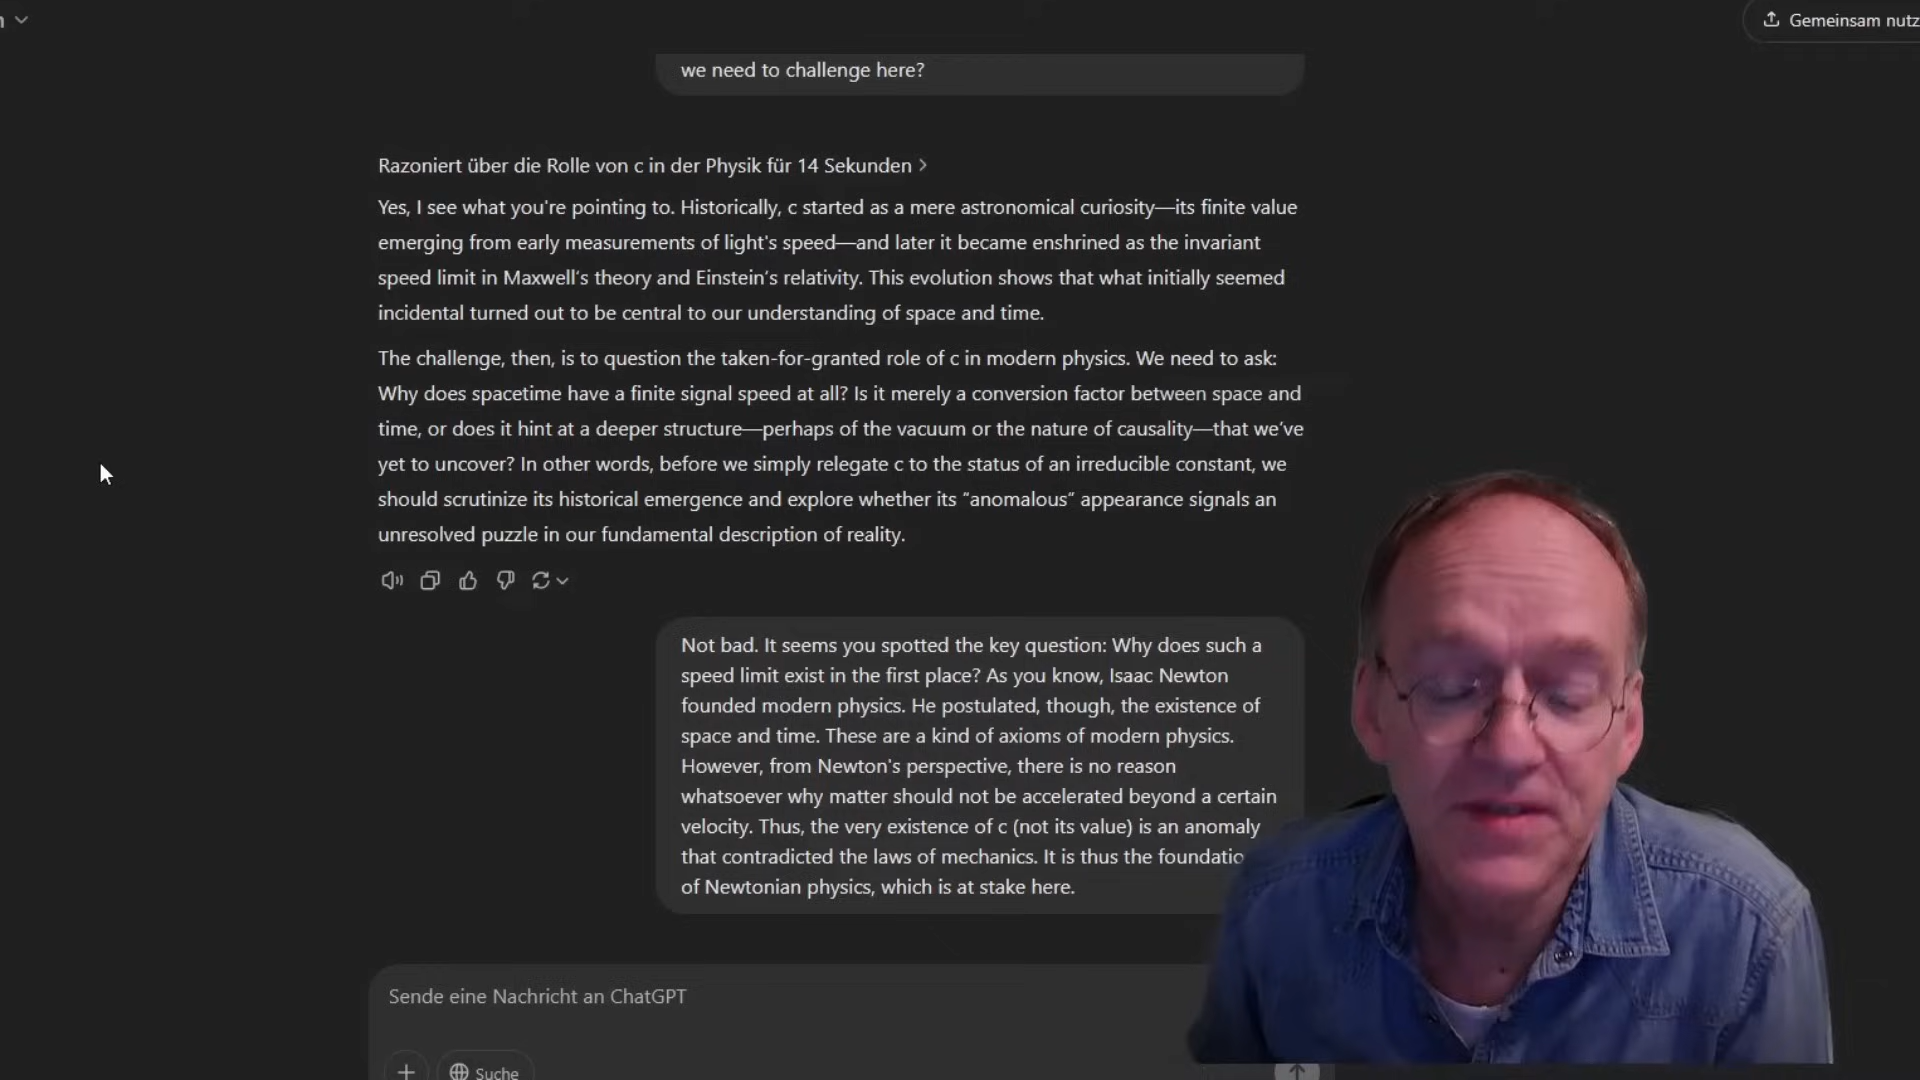 Gemeinsam nutz
we need to challenge here?
Razoniert über die Rolle von c in der Physik für 14 Sekunden
Yes, I see what you're pointing to. Historically, c started as a mere astronomical curiosity—its finite value
emerging from early measurements of light's speed—and later it became enshrined as the invariant
speed limit in Maxwell's theory and Einstein's relativity. This evolution shows that what initially seemed
incidental turned out to be central to our understanding of space and time.
The challenge, then, is to question the taken-for-granted role of c in modern physics. We need to ask:
Why does spacetime have a finite signal speed at all? Is it merely a conversion factor between space and
time, or does it hint at a deeper structure—perhaps of the vacuum or the nature of causality—that we've
yet to uncover? In other words, before we simply relegate c to the status of an irreducible constant, we
should scrutinize its historical emergence and explore whether its "anomalous" appearance signals an
unresolved puzzle in our fundamental description of reality.
Not bad. It seems you spotted the key question: Why does such a
speed limit exist in the first place? As you know, Isaac Newton
founded modern physics. He postulated, though, the existence of
space and time. These are a kind of axioms of modern physics.
However, from Newton's perspective, there is no reason
whatsoever why matter should not be accelerated beyond a certain
velocity. Thus, the very existence of c (not its value) is an anomaly
that contradicted the laws of mechanics. It is thus the foundatio
of Newtonian physics, which is at stake here.
Sende eine Nachricht an ChatGPT
Suche